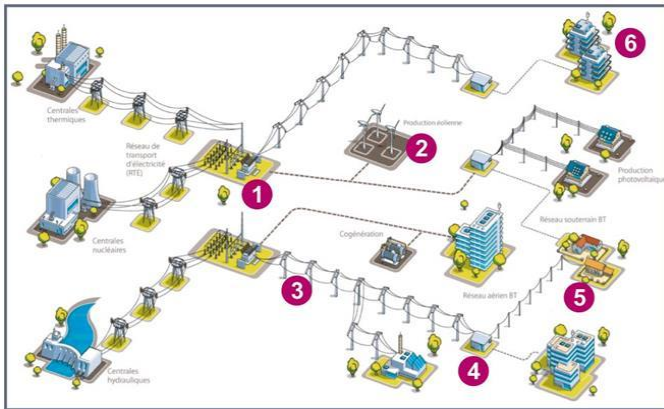 6
Production éolienne
Centrales
thermiques
Réseau de
transport
d'électricité
(RTE)
2
Production
photovoltaïque
1
Réseau souterrain BT
Centrales
nucléaires
Cogénération
3
Réseau aérien BT
5
4
Centrales
hydrauliques